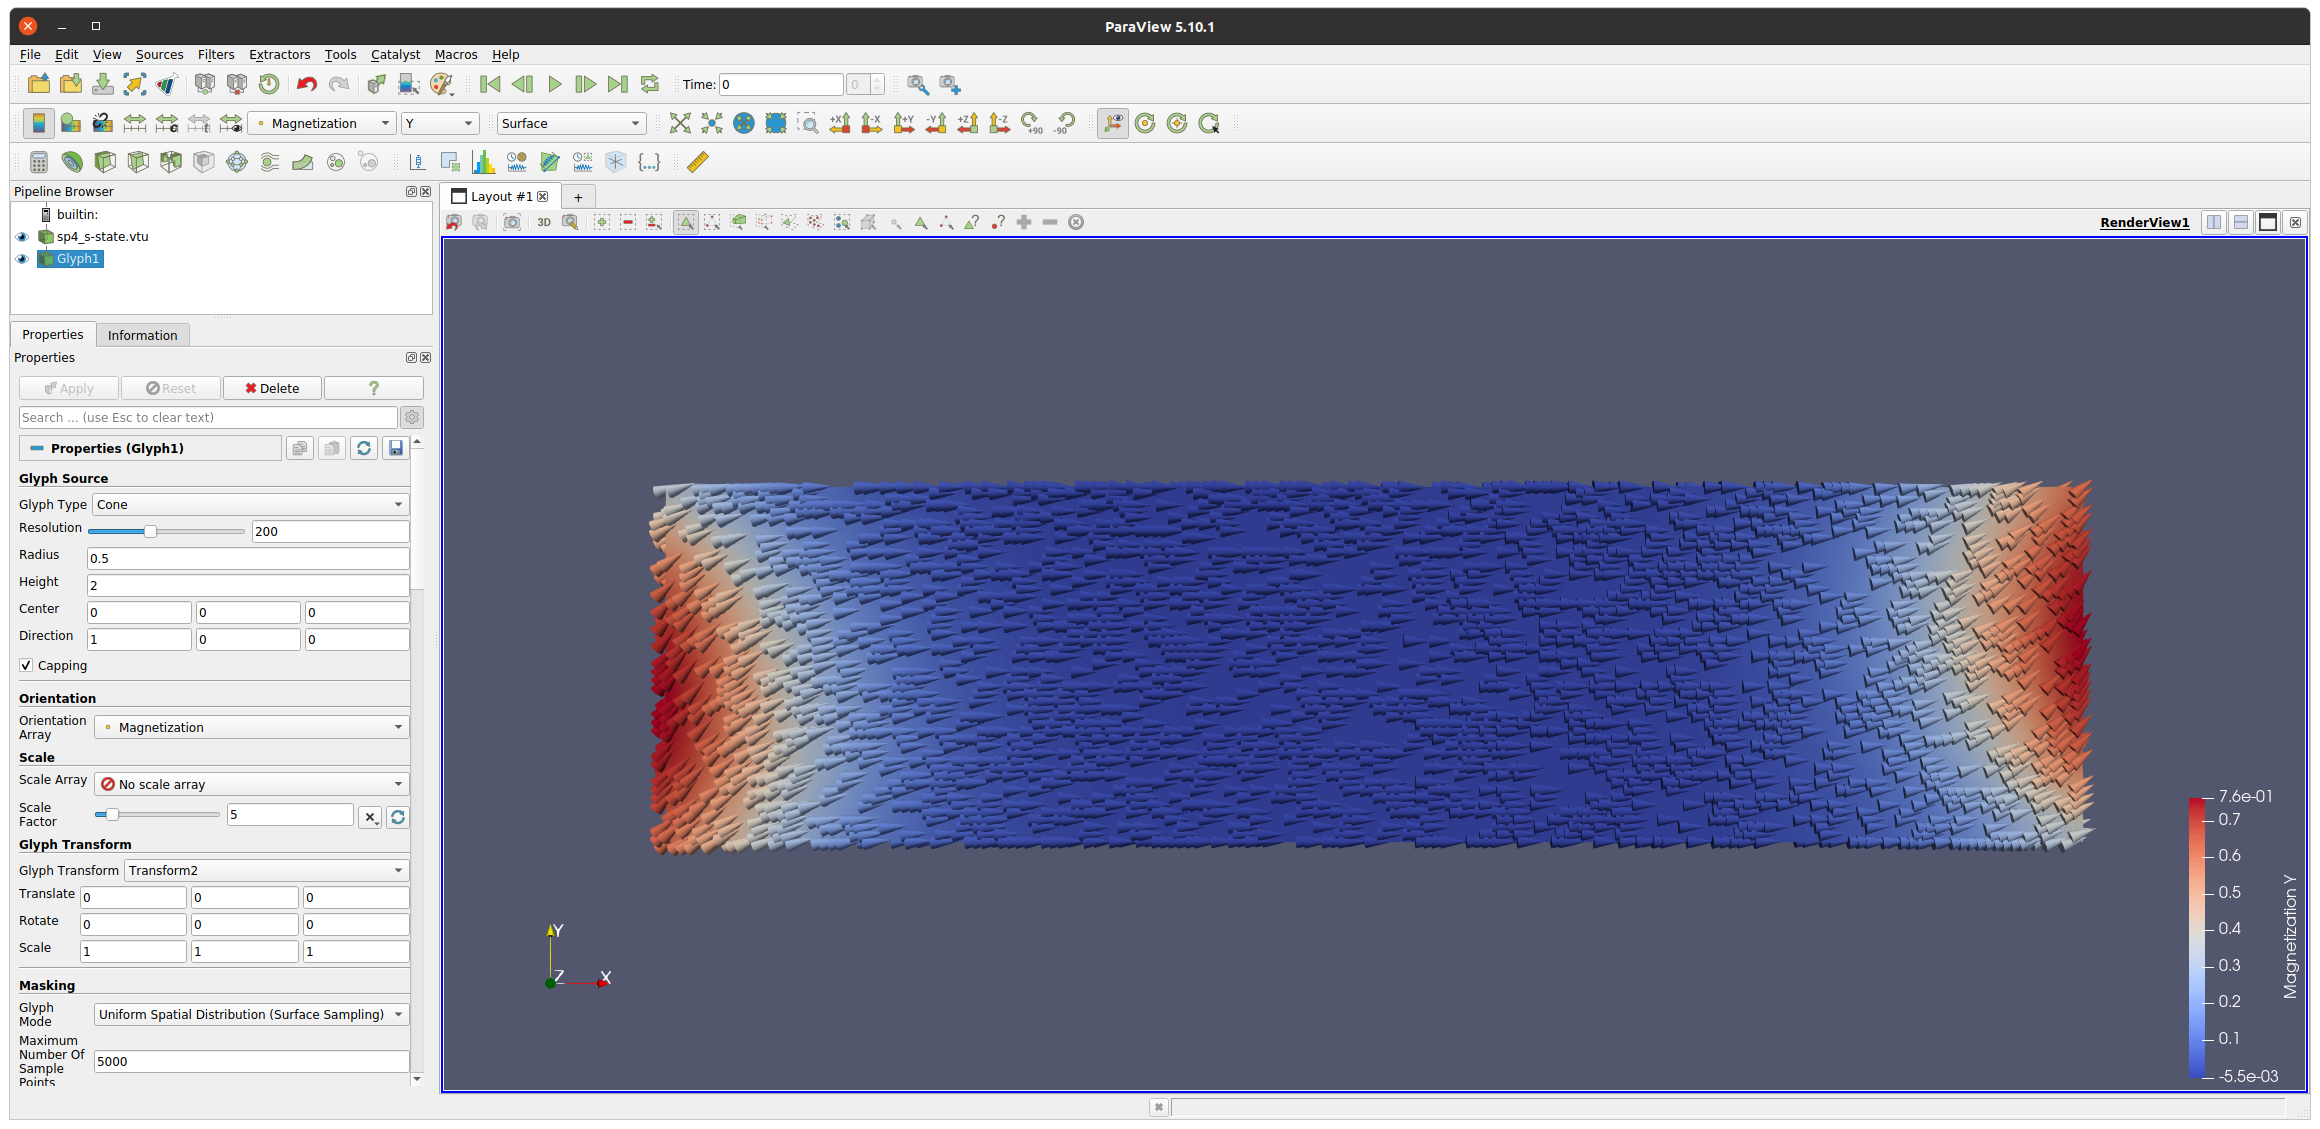 ParaView 5.10.1
File Edit View Sources Filters Extractors Tools Catalyst Macros Help
Time: 0 0
Magnetization Y Surface +X -X +Y -Y +Z -Z +90 -90
Pipeline Browser
Layout #1 +
builtin:
3D RenderView1
sp4_s-state.vtu
Glyph1
Properties Information
Properties
Apply Reset Delete ?
Search ... (use Esc to clear text)
Properties (Glyph1)
Glyph Source
Glyph Type Cone
Resolution 200
Radius 0.5
Height 2
Center 0 0 0
Direction 1 0 0
Capping
Orientation
Orientation
Array Magnetization
Scale
Scale Array No scale array
Scale
Factor 5
Glyph Transform
Glyph Transform Transform2
Translate 0 0 0
Rotate 0 0 0
Scale 1 1 1
Masking
Glyph
Mode Uniform Spatial Distribution (Surface Sampling)
Maximum
Number Of
Sample
Points 5000
Y
Z X
7.6e-01
0.7
0.6
0.5
0.4
0.3
0.2
0.1
-5.5e-03
Magnetization Y